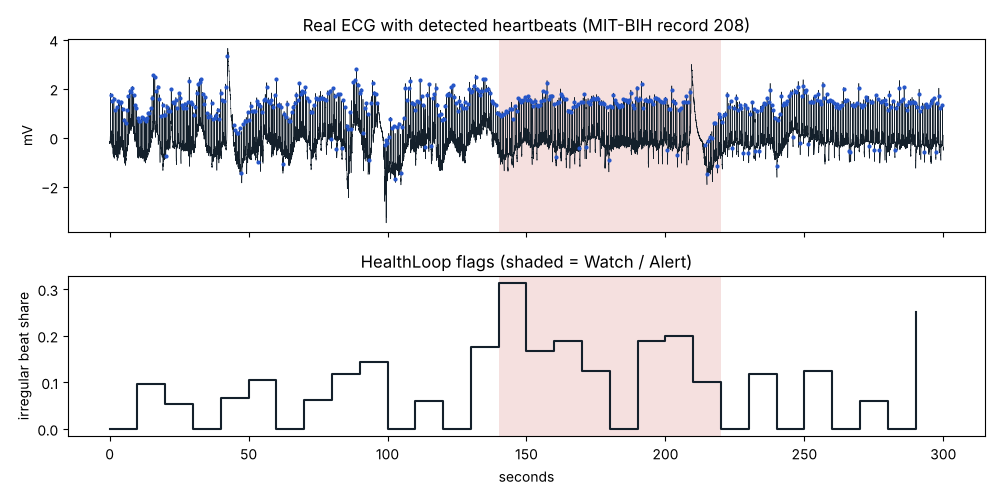 Real ECG with detected heartbeats (MIT-BIH record 208)
4
2
0
−2
mV
HealthLoop flags (shaded = Watch / Alert)
0.3
0.2
0.1
0.0
irregular beat share
0 50 100 150 200 250 300
seconds